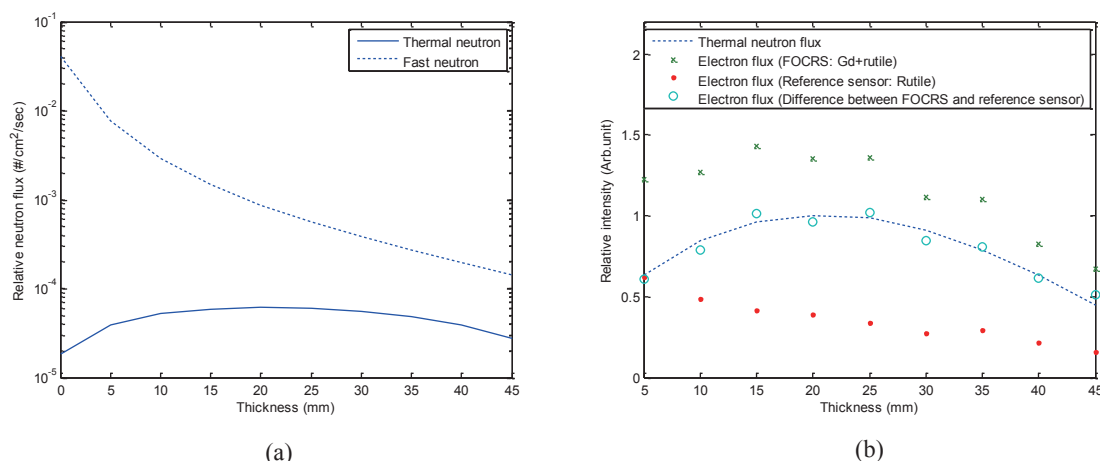 10^-1
10^-2
10^-3
10^-4
10^-5
Relative neutron flux (#/cm^2/sec)
Thermal neutron
Fast neutron
0 5 10 15 20 25 30 35 40 45
Thickness (mm)
(a)
2
1.5
1
0.5
0
Relative intensity (Arb.unit)
Thermal neutron flux
Electron flux (FOCRS: Gd+rutile)
Electron flux (Reference sensor: Rutile)
Electron flux (Difference between FOCRS and reference sensor)
5 10 15 20 25 30 35 40 45
Thickness (mm)
(b)